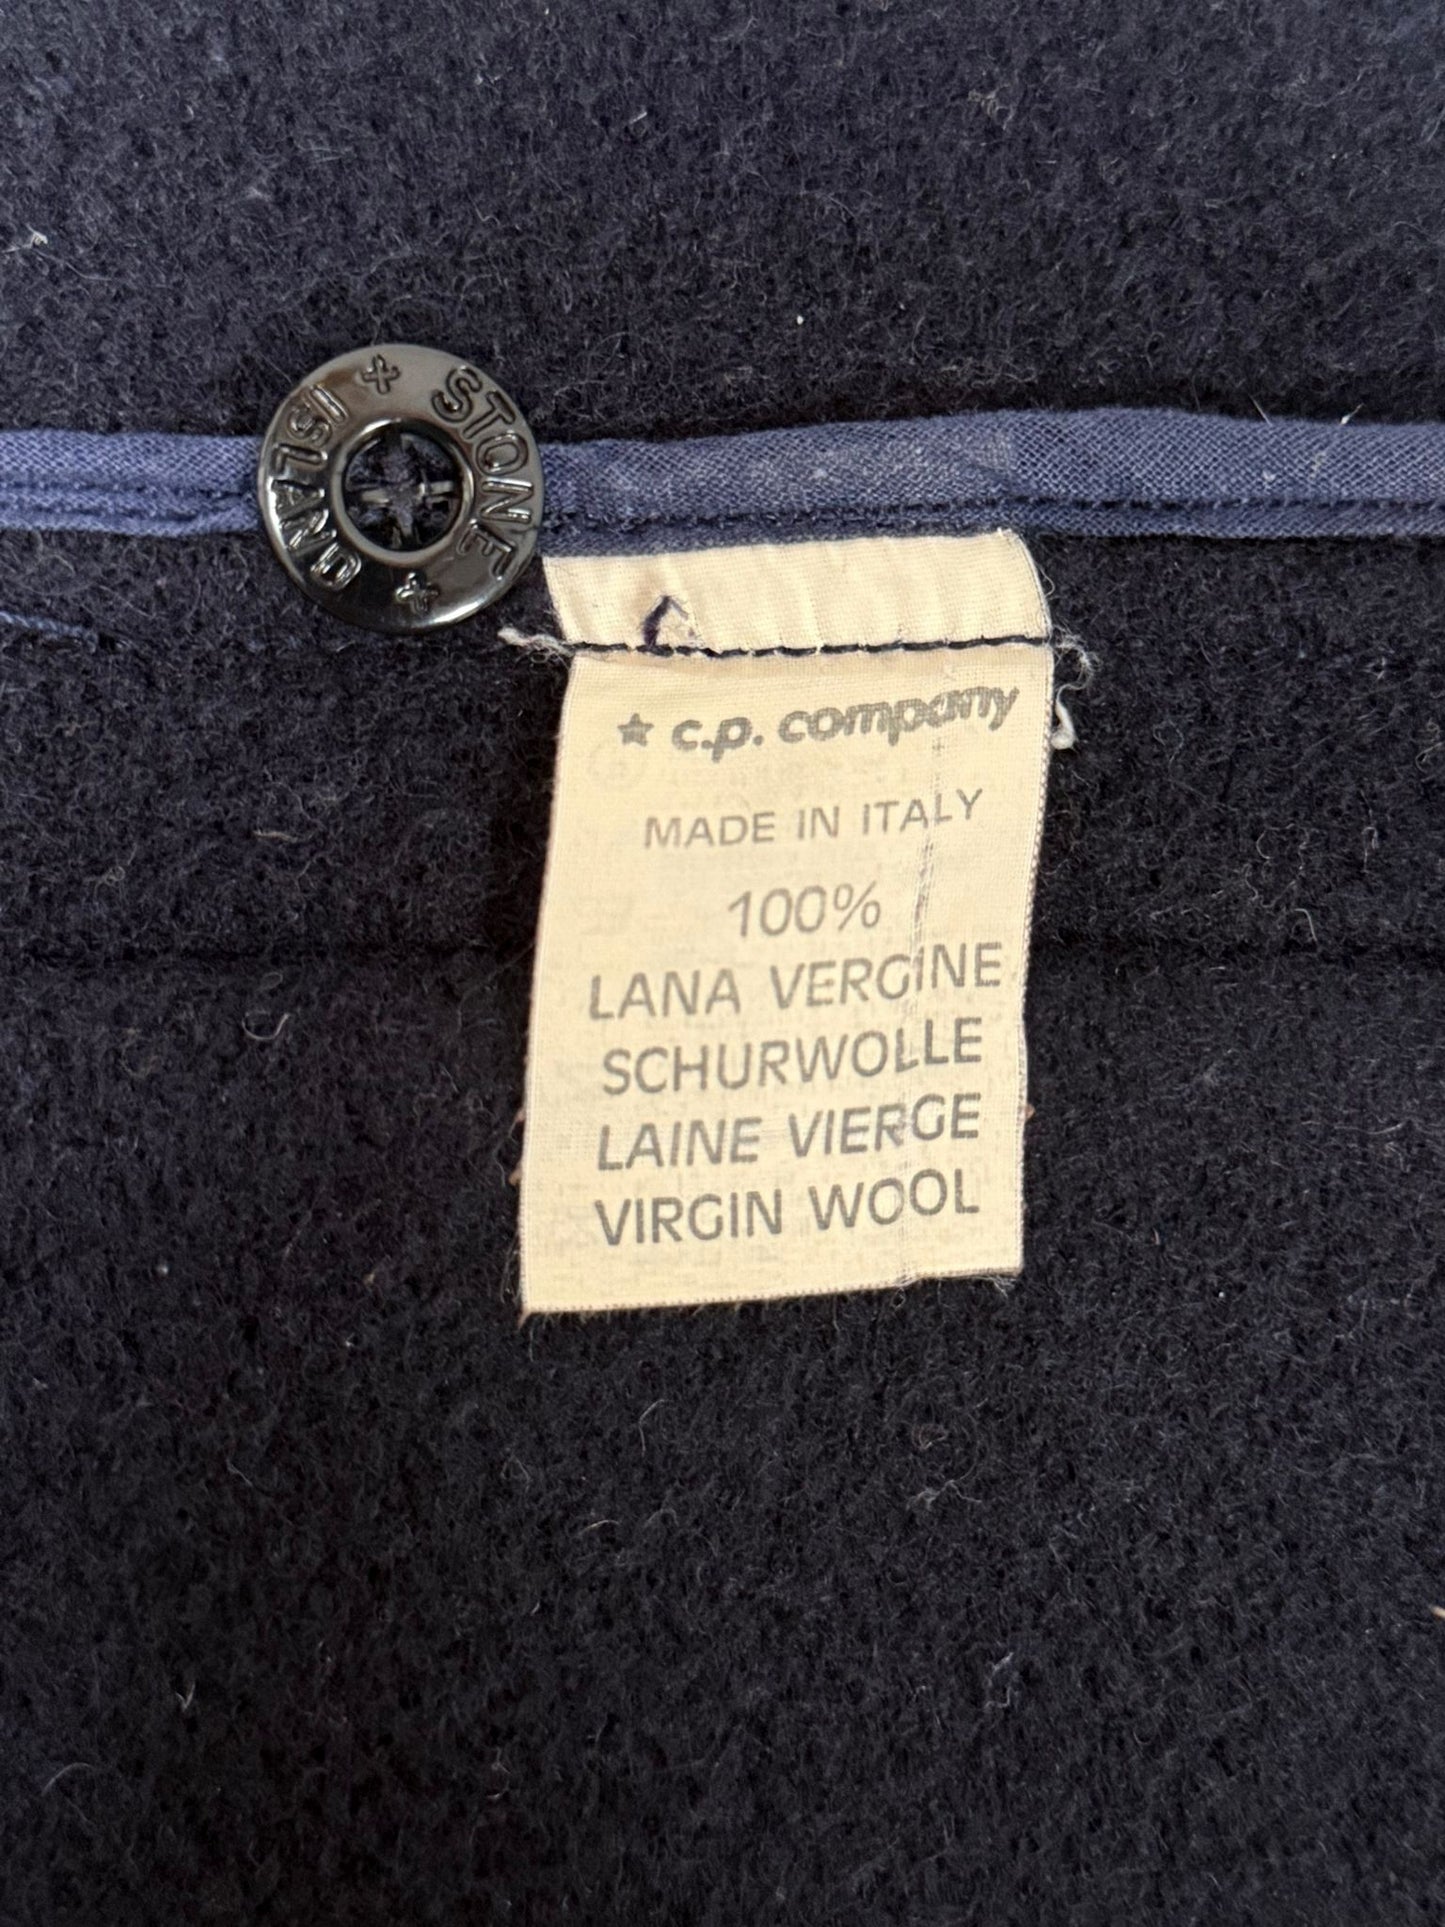 STONE ISLAND
★ c.p. company
MADE IN ITALY
100%
LANA VERGINE
SCHURWOLLE
LAINE VIERGE
VIRGIN WOOL